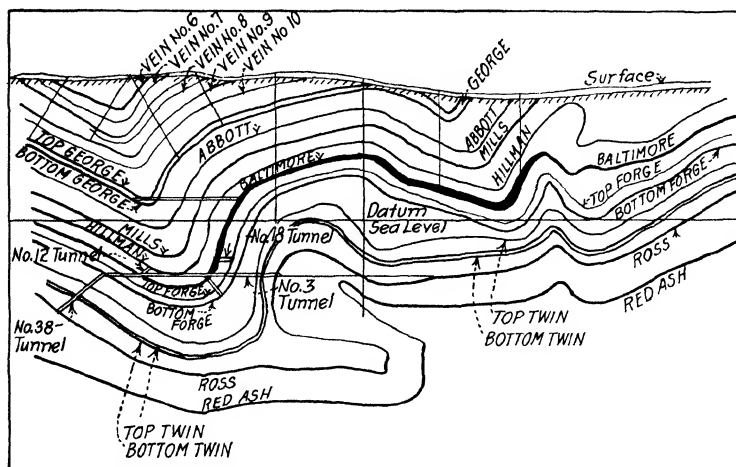 VEIN No.6
VEIN No.7
VEIN No.8
VEIN No.9
VEIN No 10
GEORGE
Surface
ABBOTT
ABBOTT
MILLS
HILLMAN
TOP GEORGE
BOTTOM GEORGE
BALTIMORE
BALTIMORE
TOP FORGE
BOTTOM FORGE
MILLS
HILLMAN
Datum
Sea Level
No.18 Tunnel
No.12 Tunnel
ROSS
TOP FORGE
BOTTOM
FORGE
No.3
Tunnel
RED ASH
No.38-
Tunnel
TOP TWIN
BOTTOM TWIN
ROSS
RED ASH
TOP TWIN
BOTTOM TWIN